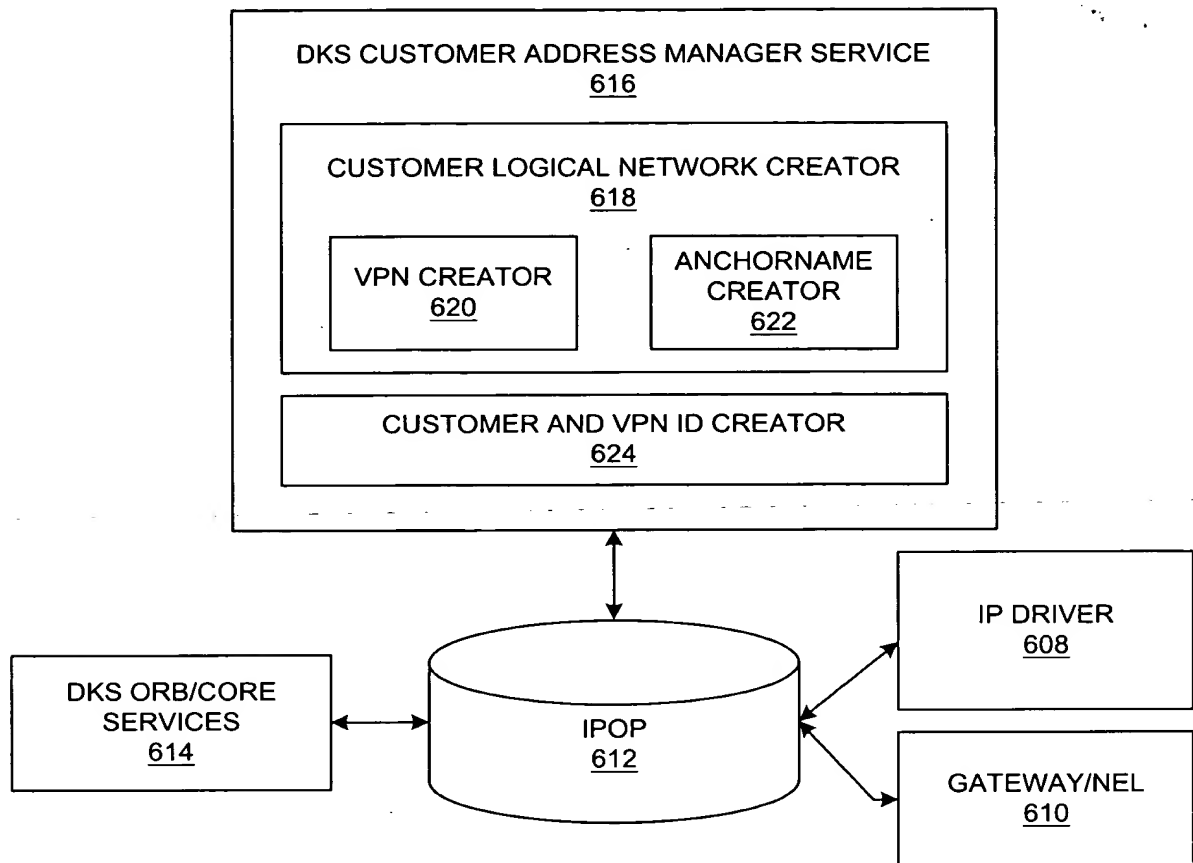 DKS CUSTOMER ADDRESS MANAGER SERVICE
616
CUSTOMER LOGICAL NETWORK CREATOR
618
VPN CREATOR
620
ANCHORNAME
CREATOR
622
CUSTOMER AND VPN ID CREATOR
624
DKS ORB/CORE
SERVICES
614
IPOP
612
IP DRIVER
608
GATEWAY/NEL
610